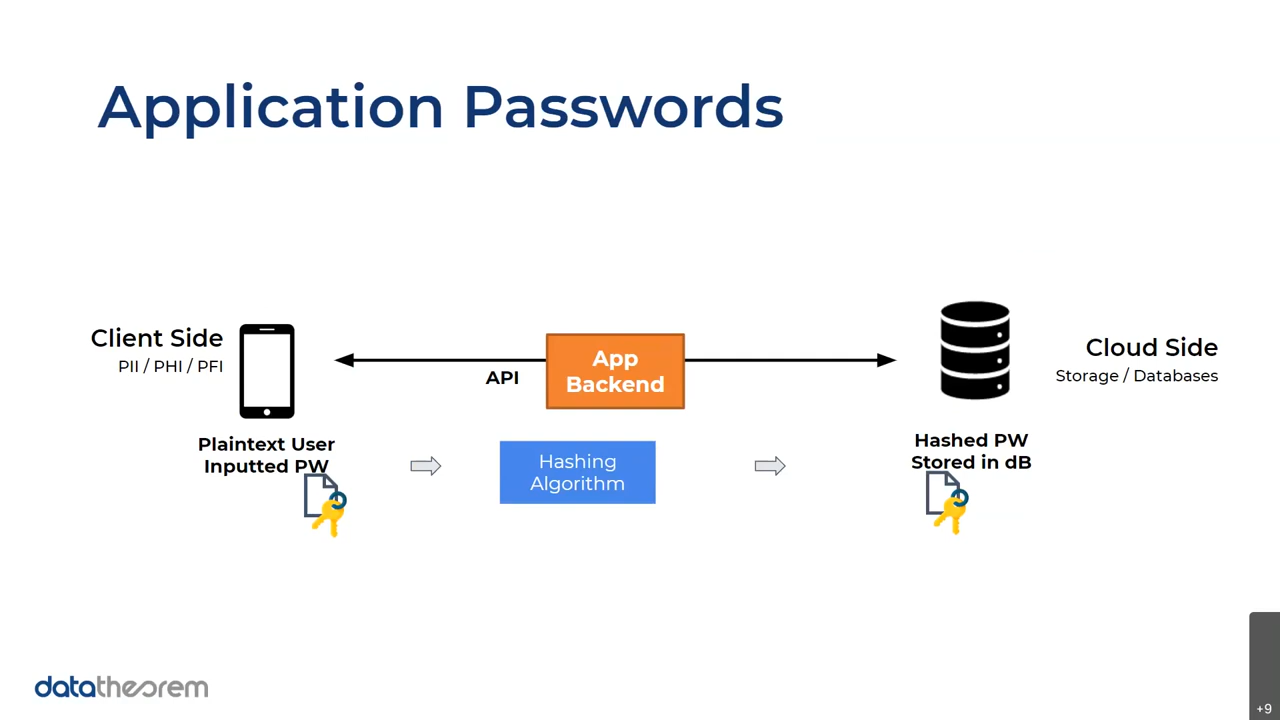 Application Passwords
Client Side
PII / PHI / PFI
API
App
Backend
Cloud Side
Storage / Databases
Plaintext User
Inputted PW
Hashing
Algorithm
Hashed PW
Stored in dB
datatheorem
+9